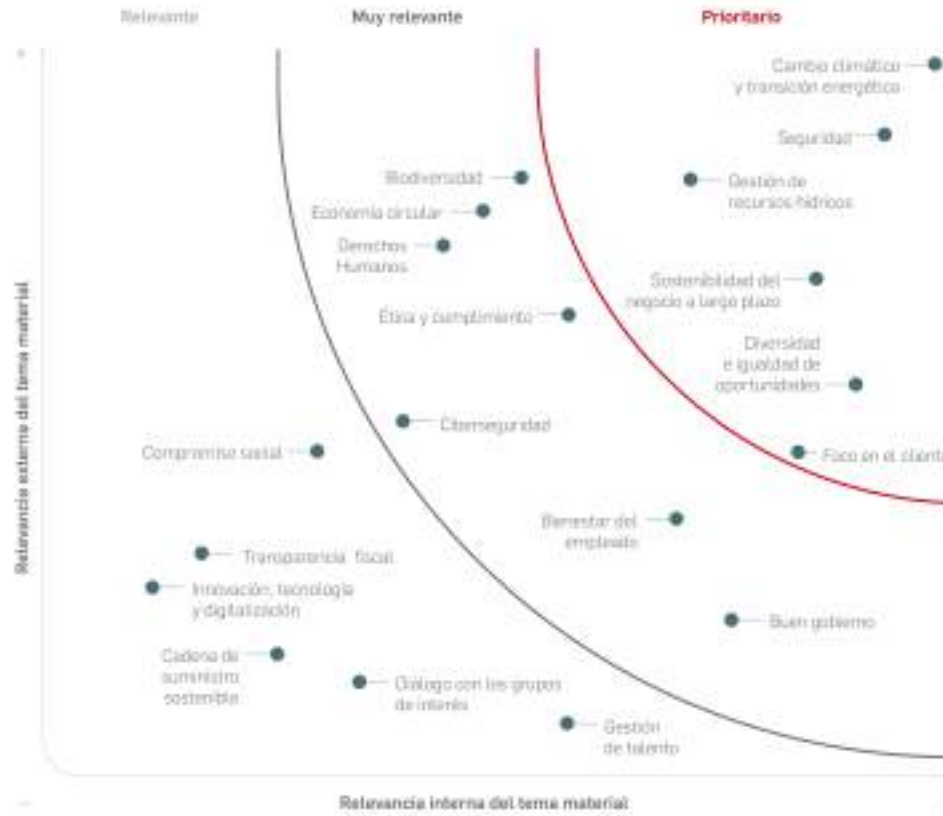 Relevante
Muy relevante
Prioritario
+
Cambio climático
y transición energética
Seguridad
Biodiversidad
Gestión de
recursos hídricos
Economía circular
Derechos
Humanos
Sostenibilidad del
negocio a largo plazo
Ética y cumplimiento
Diversidad
e igualdad de
oportunidades
Ciberseguridad
Compromiso social
Foco en el cliente
Bienestar del
empleado
Transparencia fiscal
Innovación, tecnología
y digitalización
Buen gobierno
Cadena de
suministro
sostenible
Diálogo con los grupos
de interés
Gestión
de talento
Relevancia externa del tema material
–
Relevancia interna del tema material